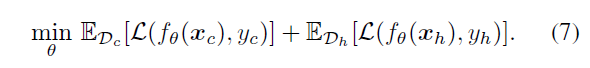 min_θ 𝔼_{𝒟_c}[ℒ(f_θ(𝒙_c), y_c)] + 𝔼_{𝒟_h}[ℒ(f_θ(𝒙_h), y_h)]. (7)